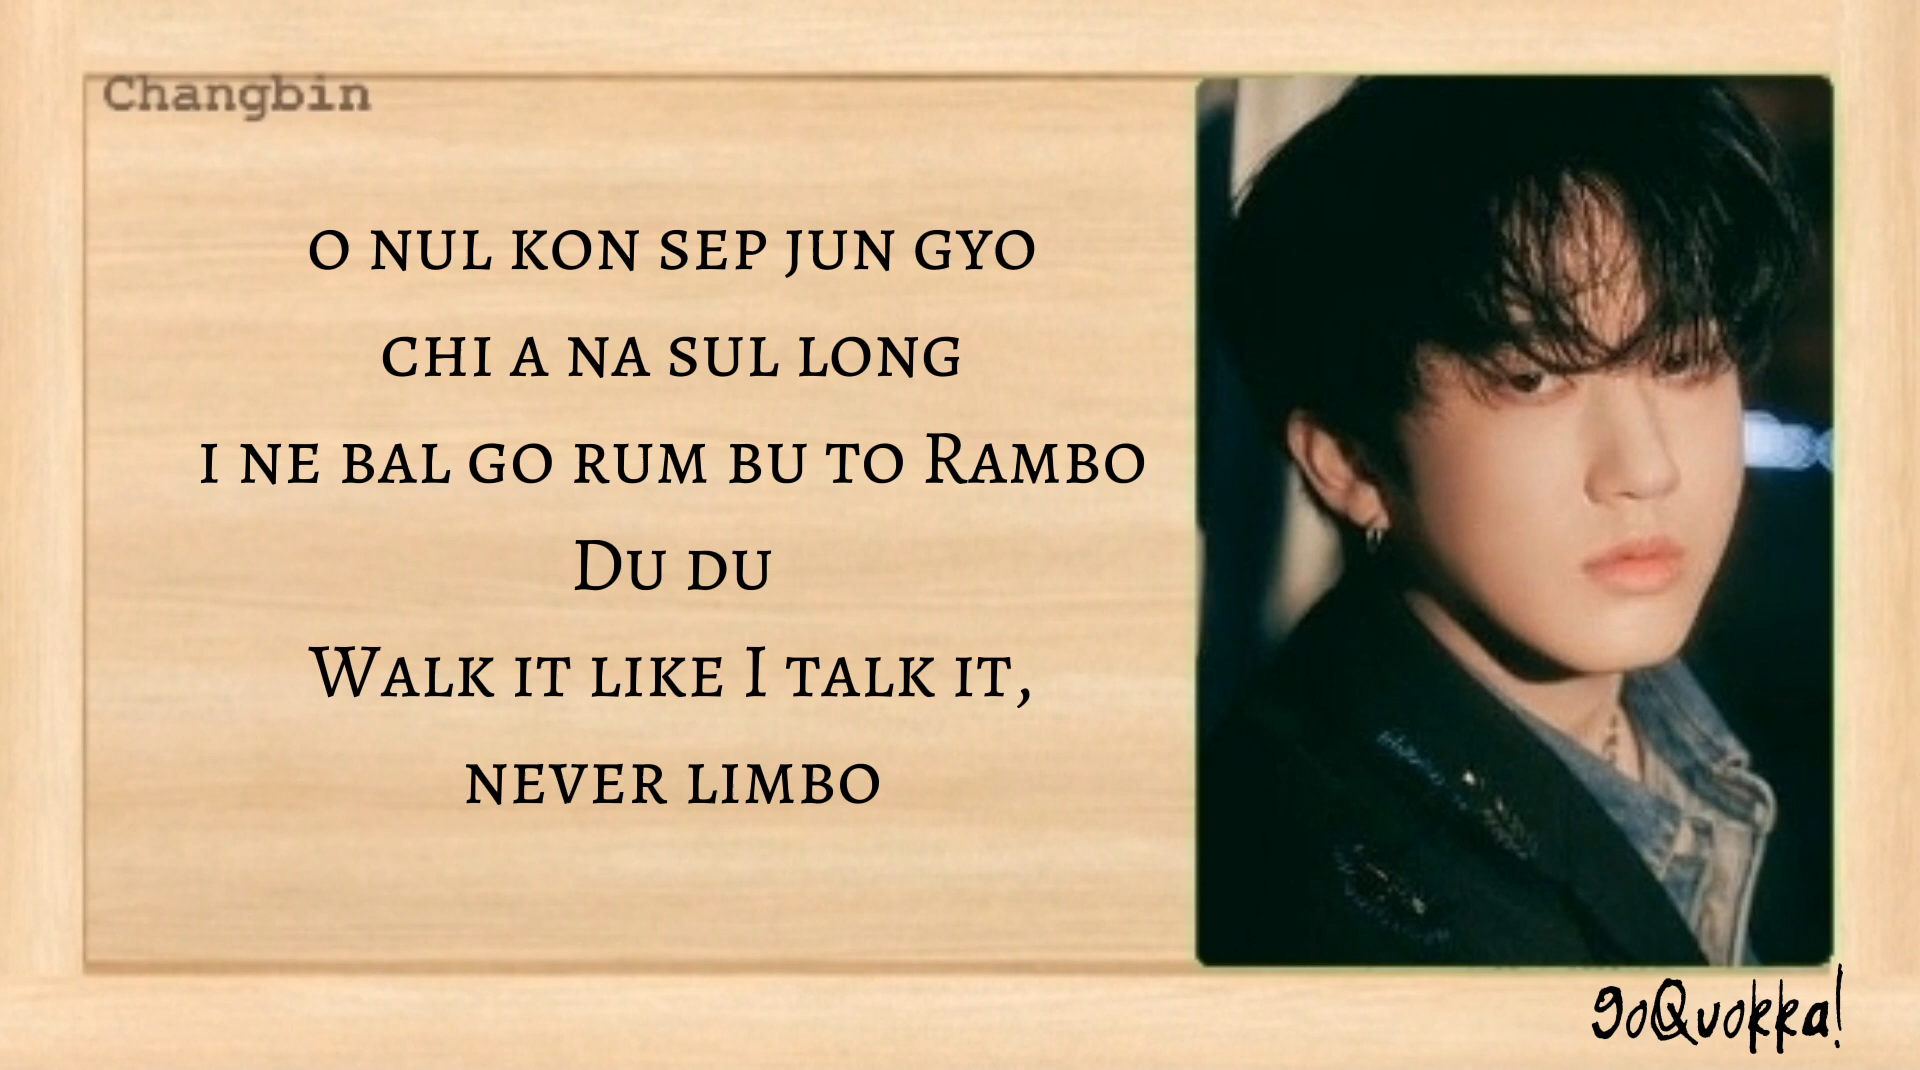 Changbin
o nul kon sep jun gyo
chi a na sul long
i ne bal go rum bu to Rambo
Du du
Walk it like I talk it,
never limbo
goQuokka!